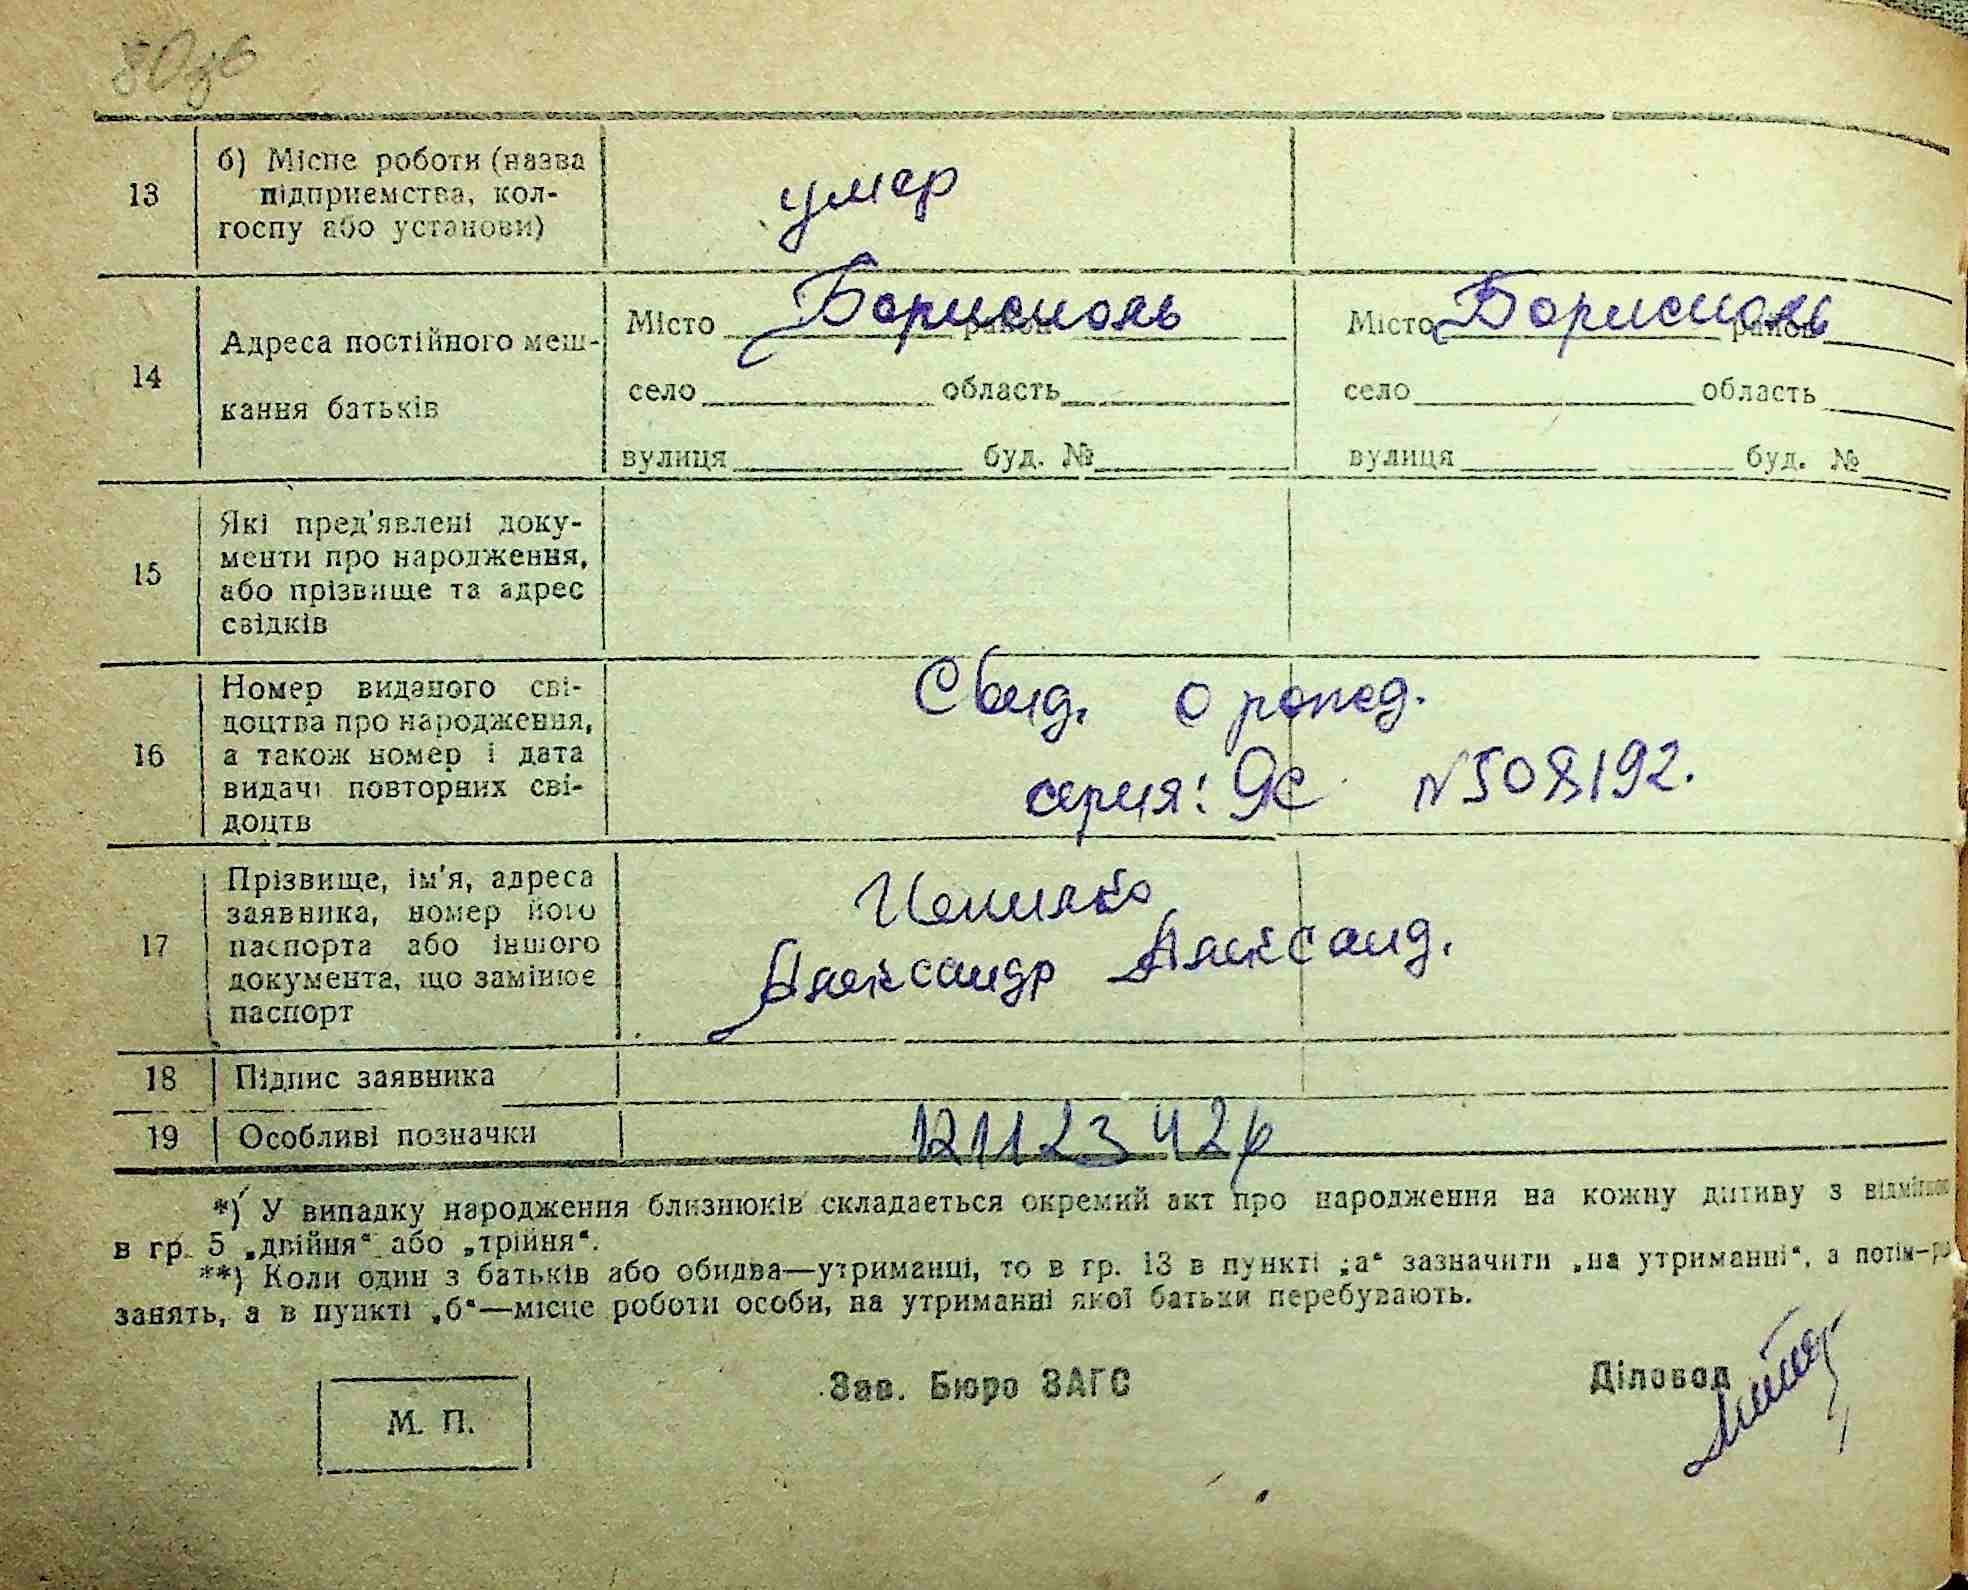 80зв
13
б) Місце роботи (назва
підприємства, кол-
госпу або установи)
умер
14
Адреса постійного меш-
кання батьків
Місто Борисполь район
село область
вулиця буд. №
Місто Борисполь район
село область
вулиця буд. №
15
Які пред'явлені доку-
менти про народження,
або прізвище та адрес
свідків
16
Номер виданого сві-
доцтва про народження,
а також номер і дата
видачі повторних сві-
доцтв
Свид. о рожд.
серия: ЯС N 508192.
17
Прізвище, ім'я, адреса
заявника, номер його
паспорта або іншого
документа, що замінює
паспорт
Александр Александ.
18
Підпис заявника
19
Особливі позначки
*) У випадку народження близнюків складається окремий акт про народження на кожну дитину з відміткою
в гр. 5 „двійня“ або „трійня“.
**) Коли один з батьків або обидва—утриманці, то в гр. 13 в пункті „а“ зазначити „на утриманні“, а потім-
занять, а в пункті „б“—місце роботи особи, на утриманні якої батьки перебувають.
М. П.
Зав. Бюро ЗАГС
Діловод